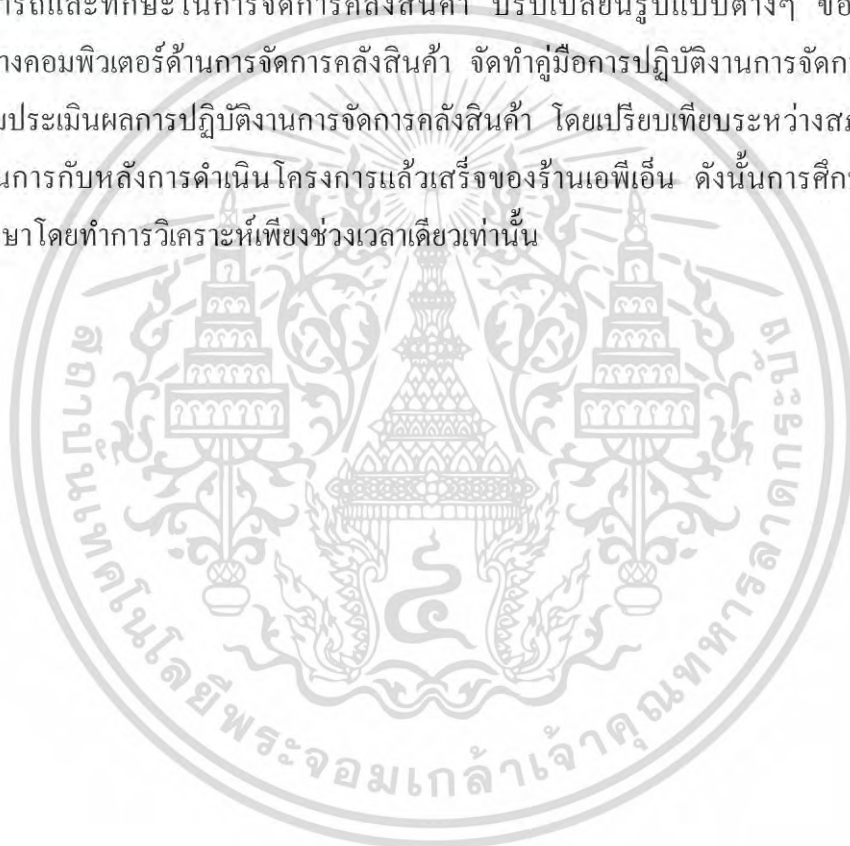 ารถและทักษะในการจัดการคลังสินค้า ปรับเปลี่ยนรูปแบบต่างๆ ขอ
างคอมพิวเตอร์ด้านการจัดการคลังสินค้า จัดทำคู่มือการปฏิบัติงานการจัดก
ประเมินผลการปฏิบัติงานการจัดการคลังสินค้า โดยเปรียบเทียบระหว่างสภ
นการกับหลังการดำเนินโครงการแล้วเสร็จของร้านเอพีเอ็น ดังนั้นการศึก
ษาโดยทำการวิเคราะห์เพียงช่วงเวลาเดียวเท่านั้น
สถาบันเทคโนโลยีพระจอมเกล้าเจ้าคุณทหารลาดกระบัง
๔